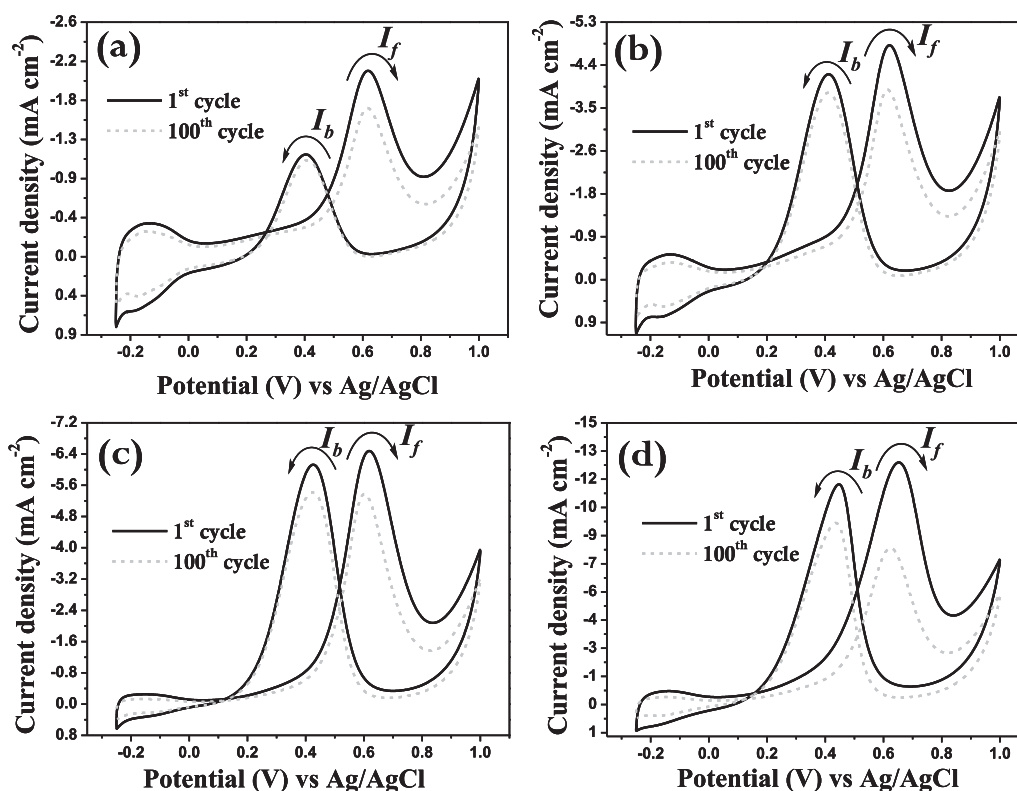 (a)
I_f
I_b
1st cycle
100th cycle
-2.6
-2.2
-1.8
-1.3
-0.9
-0.4
0.0
0.4
0.9
Current density (mA cm-2)
-0.2 0.0 0.2 0.4 0.6 0.8 1.0
Potential (V) vs Ag/AgCl
(b)
I_b
I_f
1st cycle
100th cycle
-5.3
-4.4
-3.5
-2.6
-1.8
-0.9
0.0
0.9
Current density (mA cm-2)
-0.2 0.0 0.2 0.4 0.6 0.8 1.0
Potential (V) vs Ag/AgCl
(c)
I_b
I_f
1st cycle
100th cycle
-7.2
-6.4
-5.6
-4.8
-4.0
-3.2
-2.4
-1.6
-0.8
0.0
0.8
Current density (mA cm-2)
-0.2 0.0 0.2 0.4 0.6 0.8 1.0
Potential (V) vs Ag/AgCl
(d)
I_b
I_f
1st cycle
100th cycle
-15
-13
-12
-10
-9
-7
-6
-4
-3
-1
0
1
Current density (mA cm-2)
-0.2 0.0 0.2 0.4 0.6 0.8 1.0
Potential (V) vs Ag/AgCl